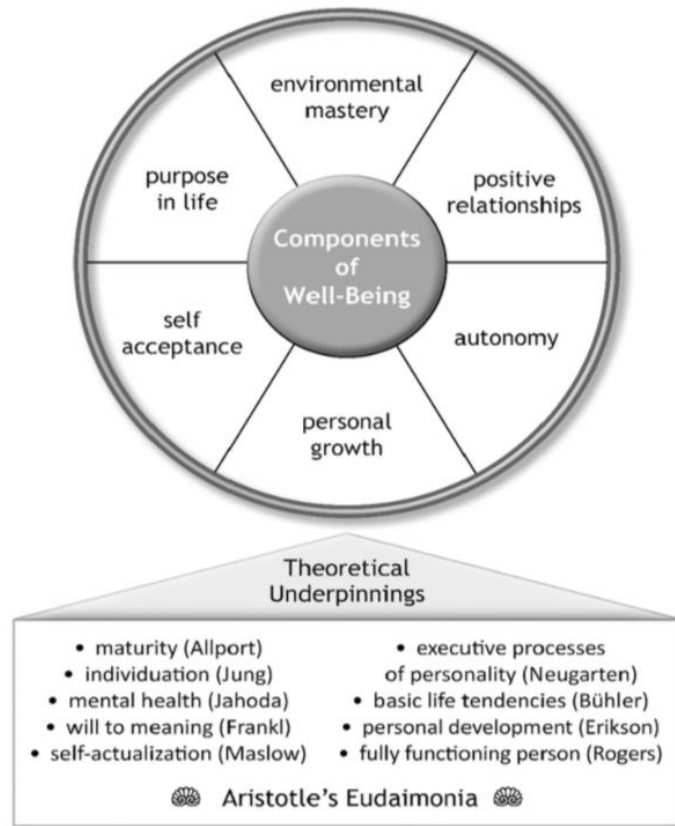 environmental
mastery
purpose
in life
positive
relationships
Components
of
Well-Being
self
acceptance
autonomy
personal
growth
Theoretical
Underpinnings
• maturity (Allport)
• individuation (Jung)
• mental health (Jahoda)
• will to meaning (Frankl)
• self-actualization (Maslow)
• executive processes
of personality (Neugarten)
• basic life tendencies (Bühler)
• personal development (Erikson)
• fully functioning person (Rogers)
Aristotle's Eudaimonia